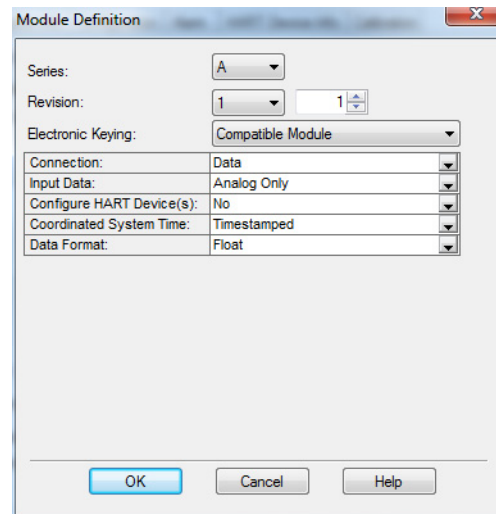 Module Definition
Series: A
Revision: 1 1
Electronic Keying: Compatible Module
Connection: Data
Input Data: Analog Only
Configure HART Device(s): No
Coordinated System Time: Timestamped
Data Format: Float
OK Cancel Help